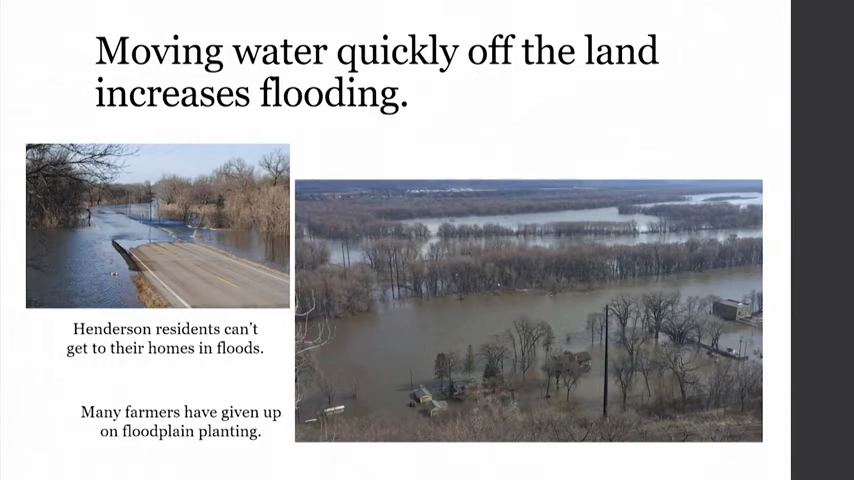 Moving water quickly off the land
increases flooding.
Henderson residents can't
get to their homes in floods.
Many farmers have given up
on floodplain planting.